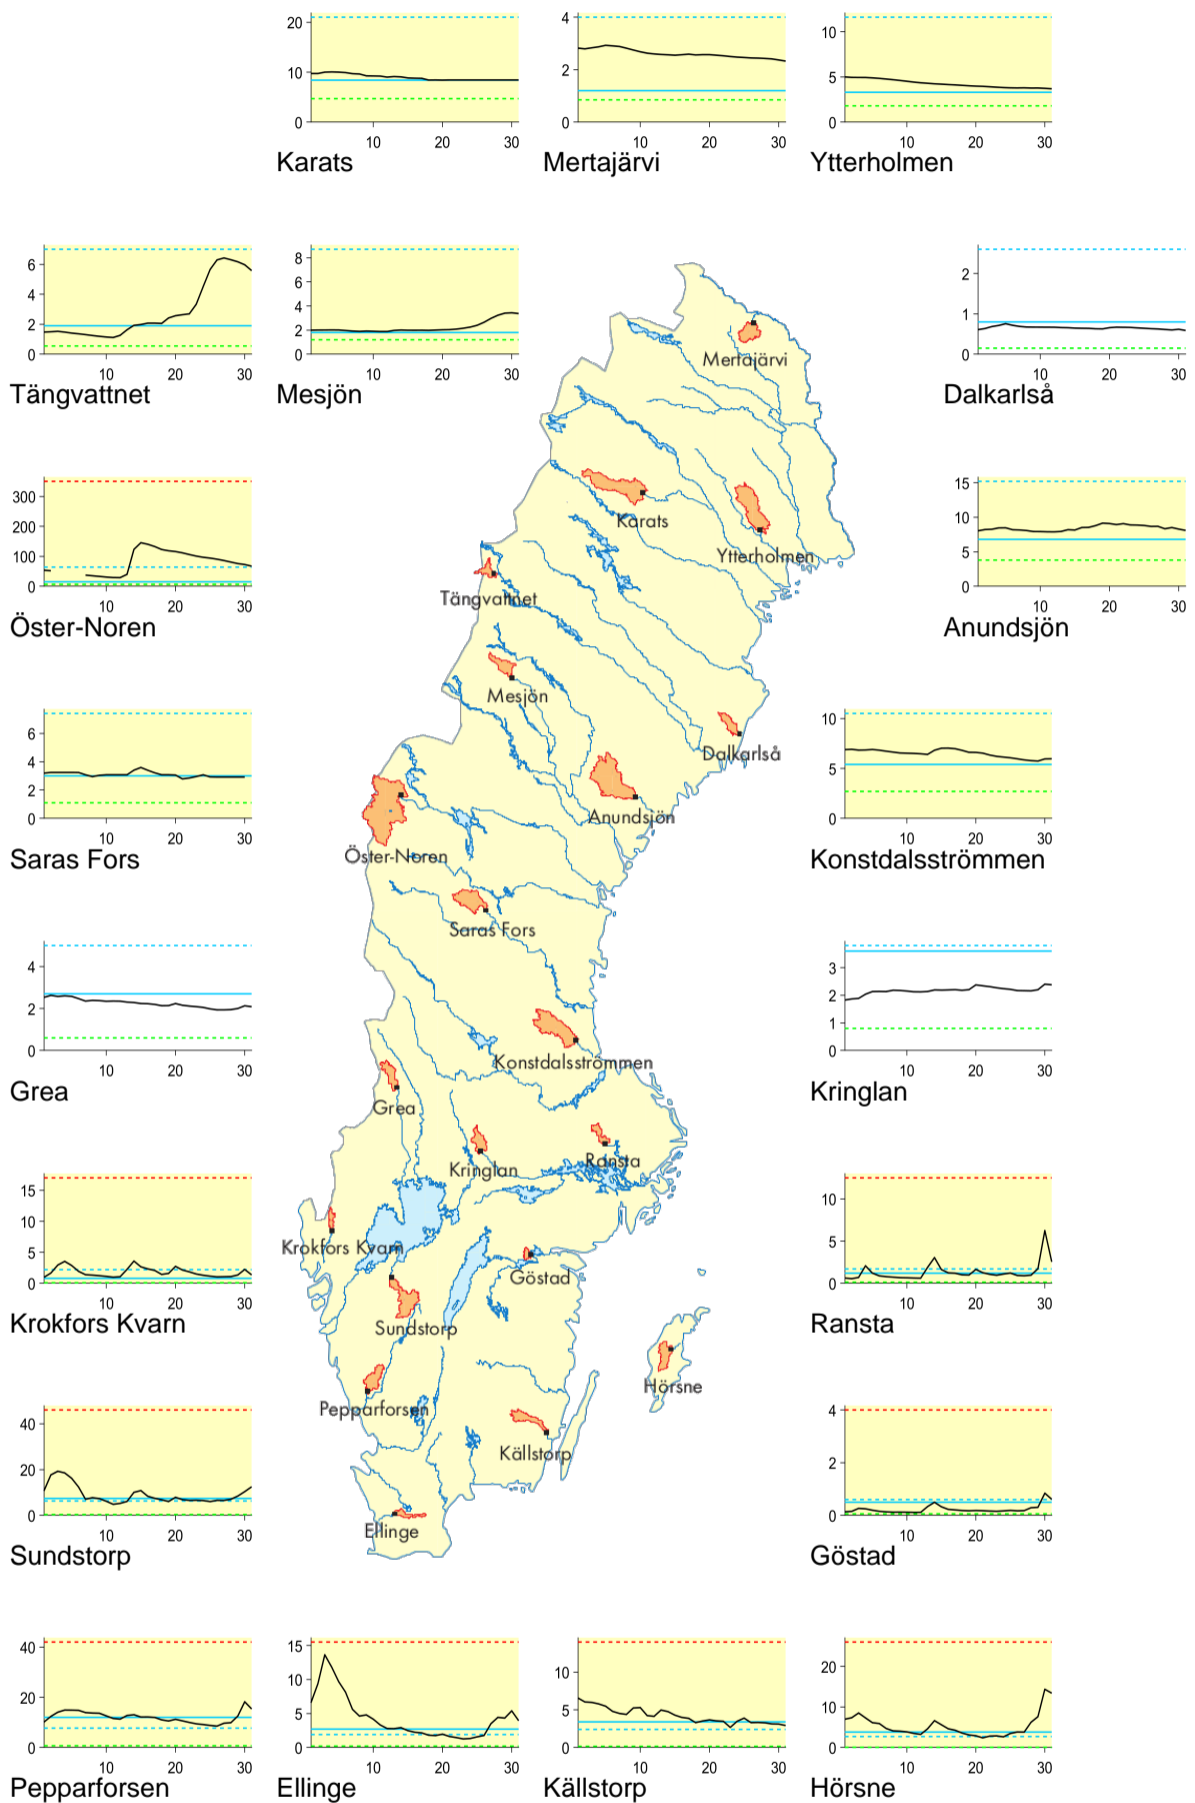 20
10
0
10 20 30
Karats
4
2
0
10 20 30
Mertajärvi
10
5
0
10 20 30
Ytterholmen
6
4
2
0
10 20 30
Tängvattnet
8
6
4
2
0
10 20 30
Mesjön
2
1
0
10 20 30
Dalkarlså
300
200
100
0
10 20 30
Öster-Noren
15
10
5
0
10 20 30
Anundsjön
6
4
2
0
10 20 30
Saras Fors
10
5
0
10 20 30
Konstdalsströmmen
4
2
0
10 20 30
Grea
3
2
1
0
10 20 30
Kringlan
15
10
5
0
10 20 30
Krokfors Kvarn
10
5
0
10 20 30
Ransta
40
20
0
10 20 30
Sundstorp
4
2
0
10 20 30
Göstad
40
20
0
10 20 30
Pepparforsen
15
10
5
0
10 20 30
Ellinge
10
5
0
10 20 30
Källstorp
20
10
0
10 20 30
Hörsne
Mertajärvi
Karats
Ytterholmen
Tängvattnet
Mesjön
Dalkarlså
Anundsjön
Öster-Noren
Saras Fors
Konstdalsströmmen
Grea
Kringlan
Ransta
Krokfors Kvarn
Göstad
Sundstorp
Hörsne
Pepparforsen
Källstorp
Ellinge